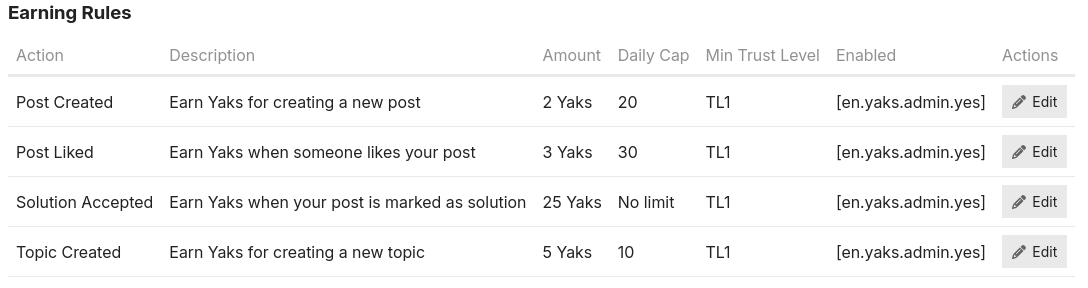 Earning Rules
Action Description Amount Daily Cap Min Trust Level Enabled Actions
Post Created Earn Yaks for creating a new post 2 Yaks 20 TL1 [en.yaks.admin.yes] Edit
Post Liked Earn Yaks when someone likes your post 3 Yaks 30 TL1 [en.yaks.admin.yes] Edit
Solution Accepted Earn Yaks when your post is marked as solution 25 Yaks No limit TL1 [en.yaks.admin.yes] Edit
Topic Created Earn Yaks for creating a new topic 5 Yaks 10 TL1 [en.yaks.admin.yes] Edit